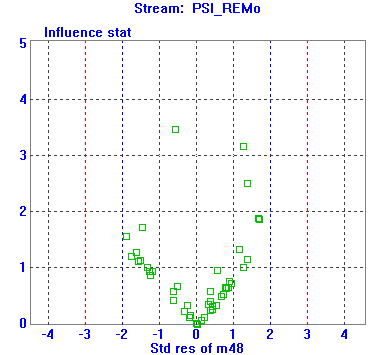 Stream: PSI_REMo
Influence stat
5
4
3
2
1
0
-4 -3 -2 -1 0 1 2 3 4
Std res of m48